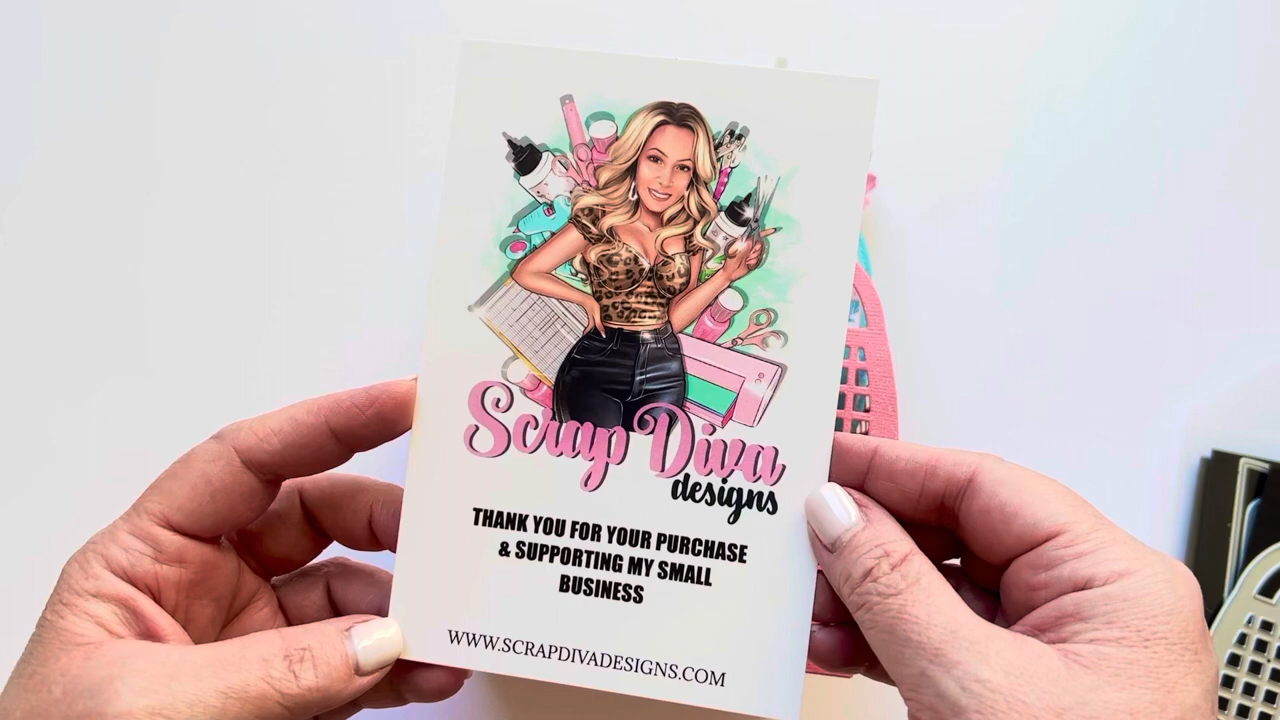 Scrap Diva
designs
THANK YOU FOR YOUR PURCHASE
& SUPPORTING MY SMALL
BUSINESS
WWW.SCRAPDIVADESIGNS.COM